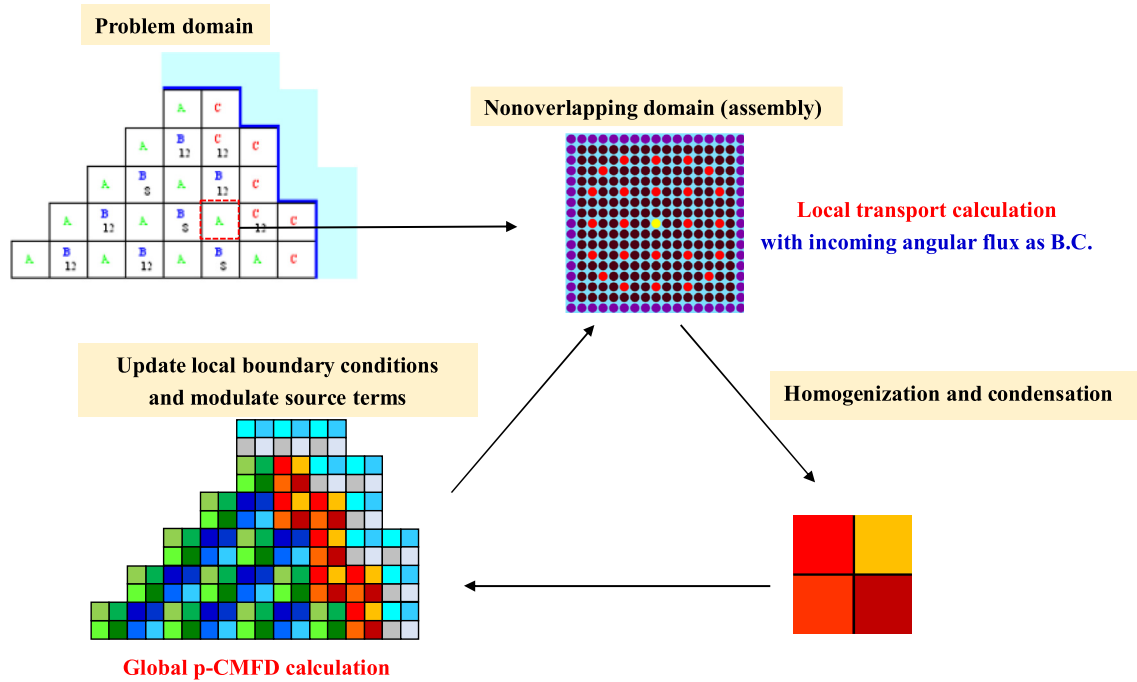 Problem domain
A C
A B 12 C 12 C
A B 8 A B 12 C
A B 12 A B 8 A C 12 C
A B 12 A B 12 A B 8 A C
Nonoverlapping domain (assembly)
Local transport calculation
with incoming angular flux as B.C.
Update local boundary conditions
and modulate source terms
Homogenization and condensation
Global p-CMFD calculation